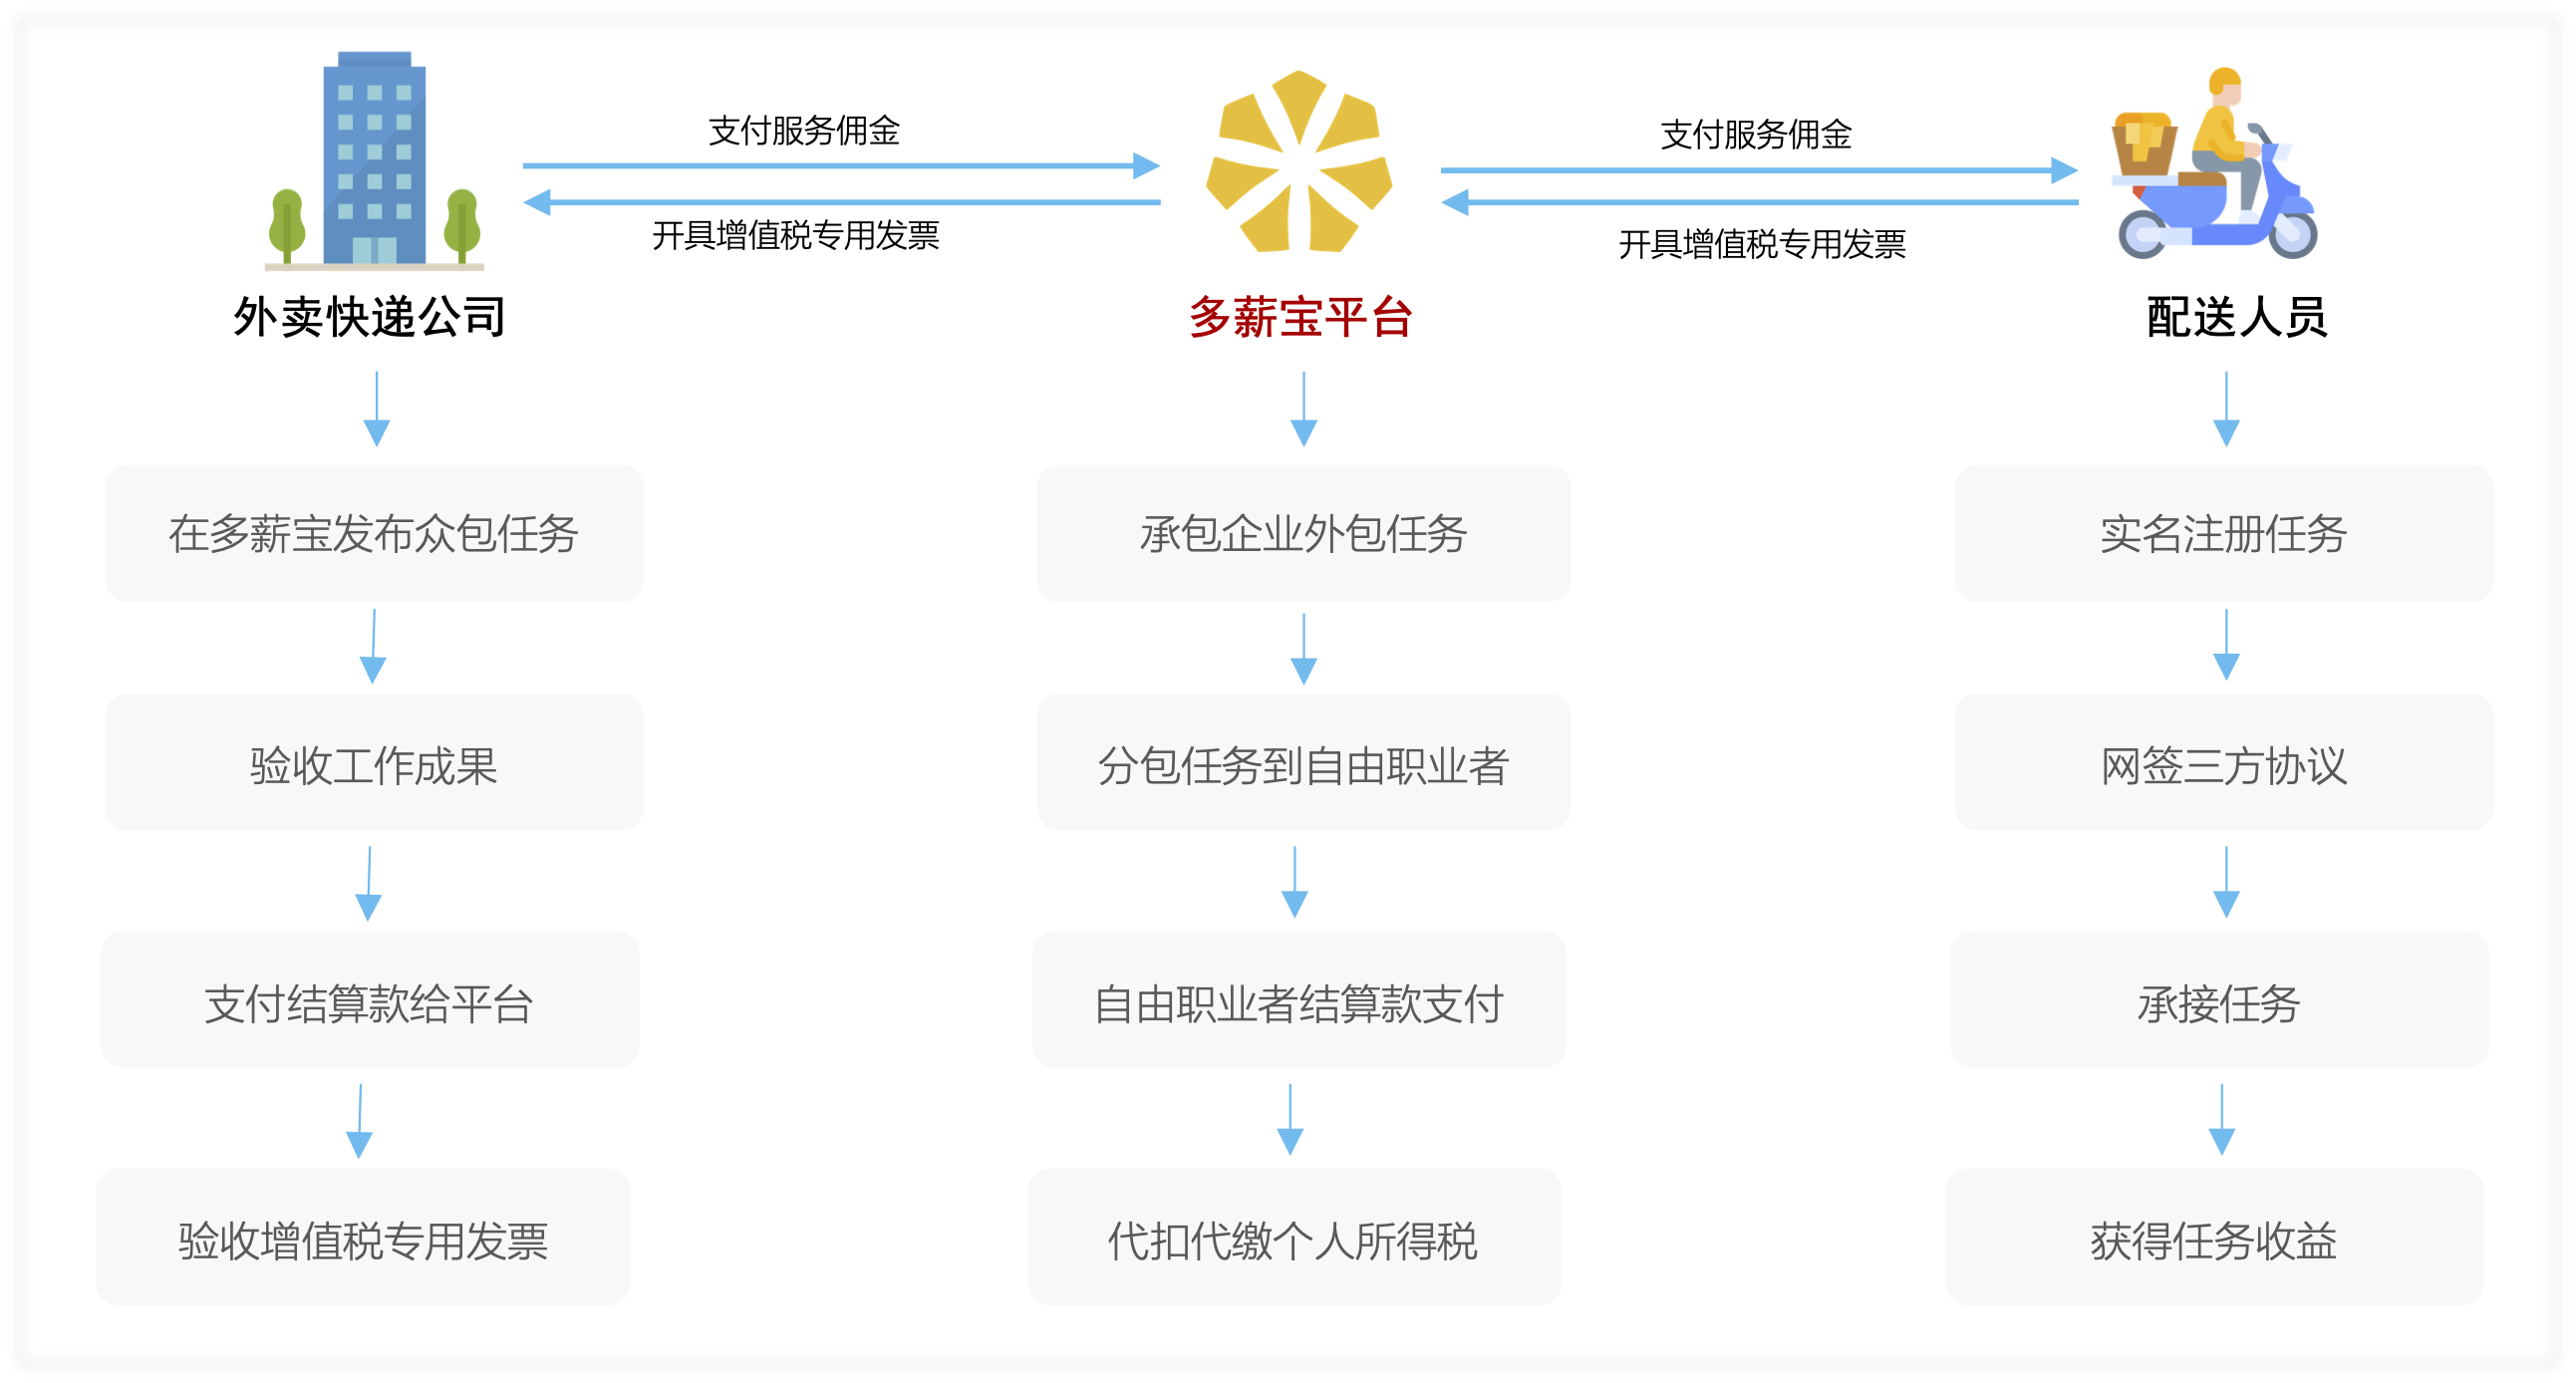 支付服务佣金
支付服务佣金
开具增值税专用发票
开具增值税专用发票
外卖快递公司
多薪宝平台
配送人员
在多薪宝发布众包任务
承包企业外包任务
实名注册任务
验收工作成果
分包任务到自由职业者
网签三方协议
支付结算款给平台
自由职业者结算款支付
承接任务
验收增值税专用发票
代扣代缴个人所得税
获得任务收益